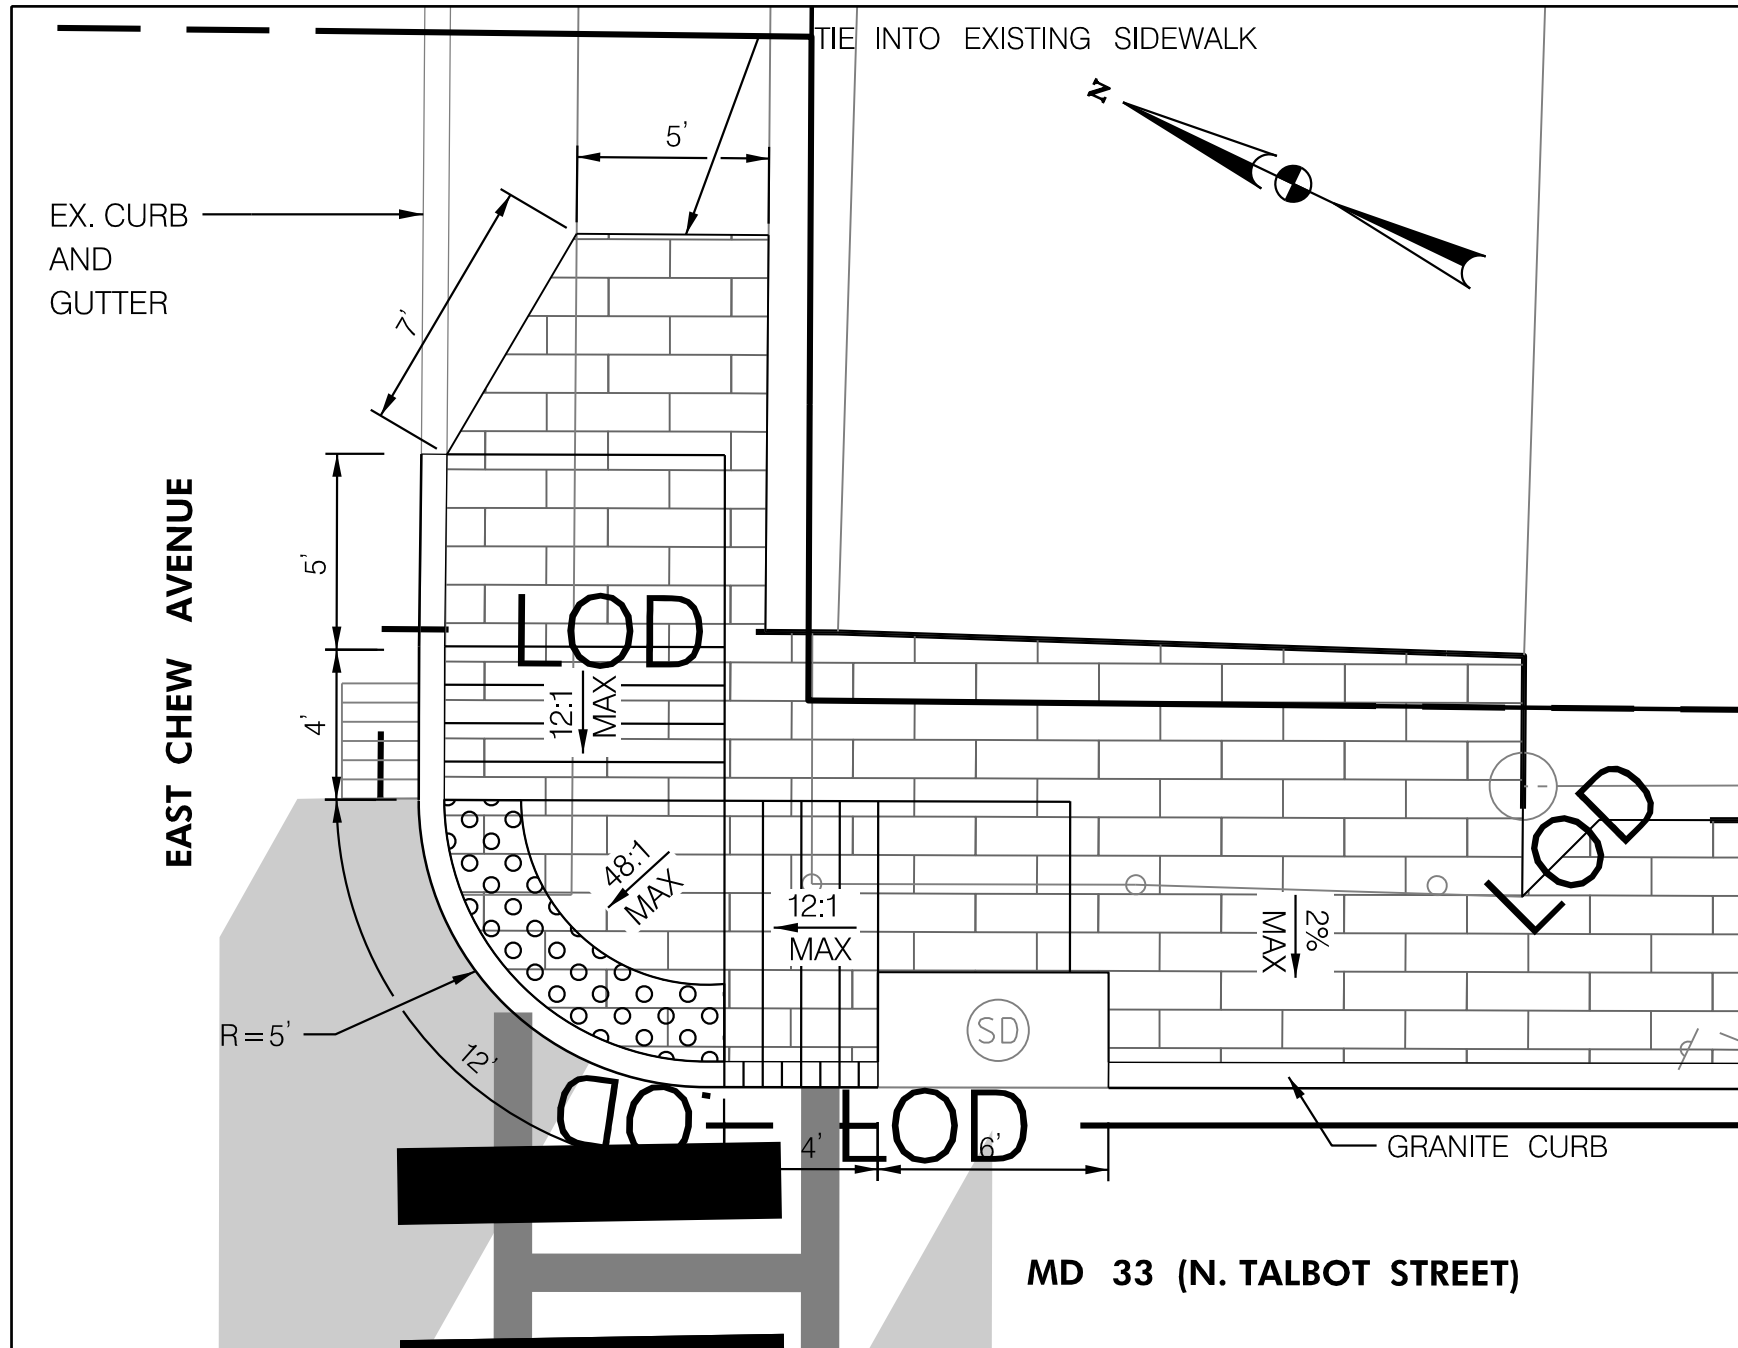 TIE INTO EXISTING SIDEWALK
N
5'
EX. CURB
AND
GUTTER
7'
EAST CHEW AVENUE
5'
LOD
12:1
MAX
4'
LOD
48:1
MAX
12:1
MAX
2%
MAX
SD
R=5'
12'
LOD
LOD
4'
6'
GRANITE CURB
MD 33 (N. TALBOT STREET)